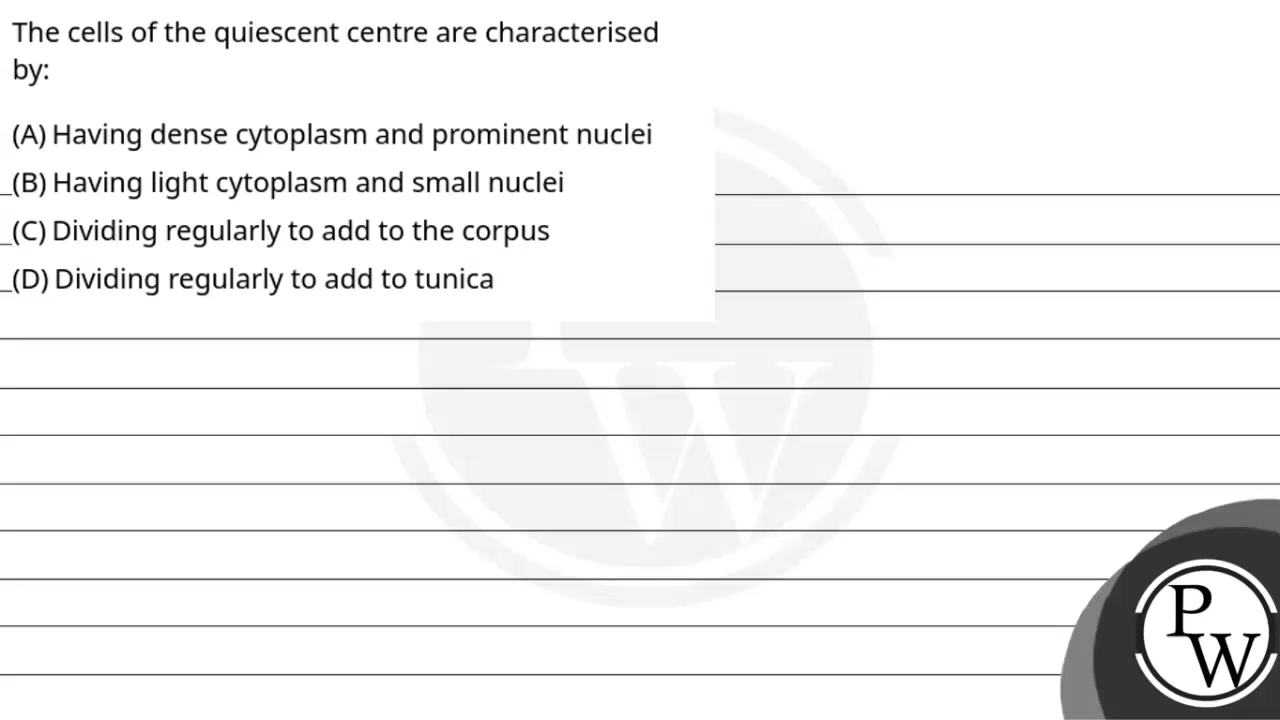 The cells of the quiescent centre are characterised
by:
(A) Having dense cytoplasm and prominent nuclei
(B) Having light cytoplasm and small nuclei
(C) Dividing regularly to add to the corpus
(D) Dividing regularly to add to tunica
W
P
W